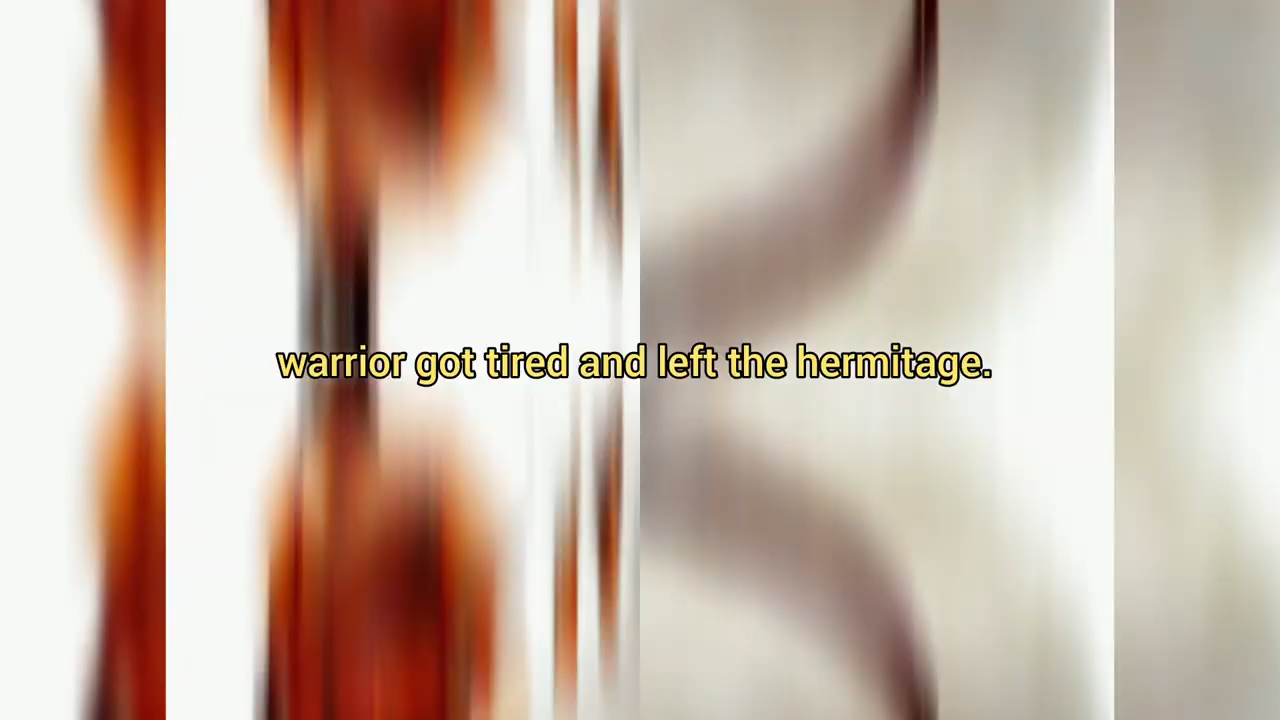 warrior got tired and left the hermitage.